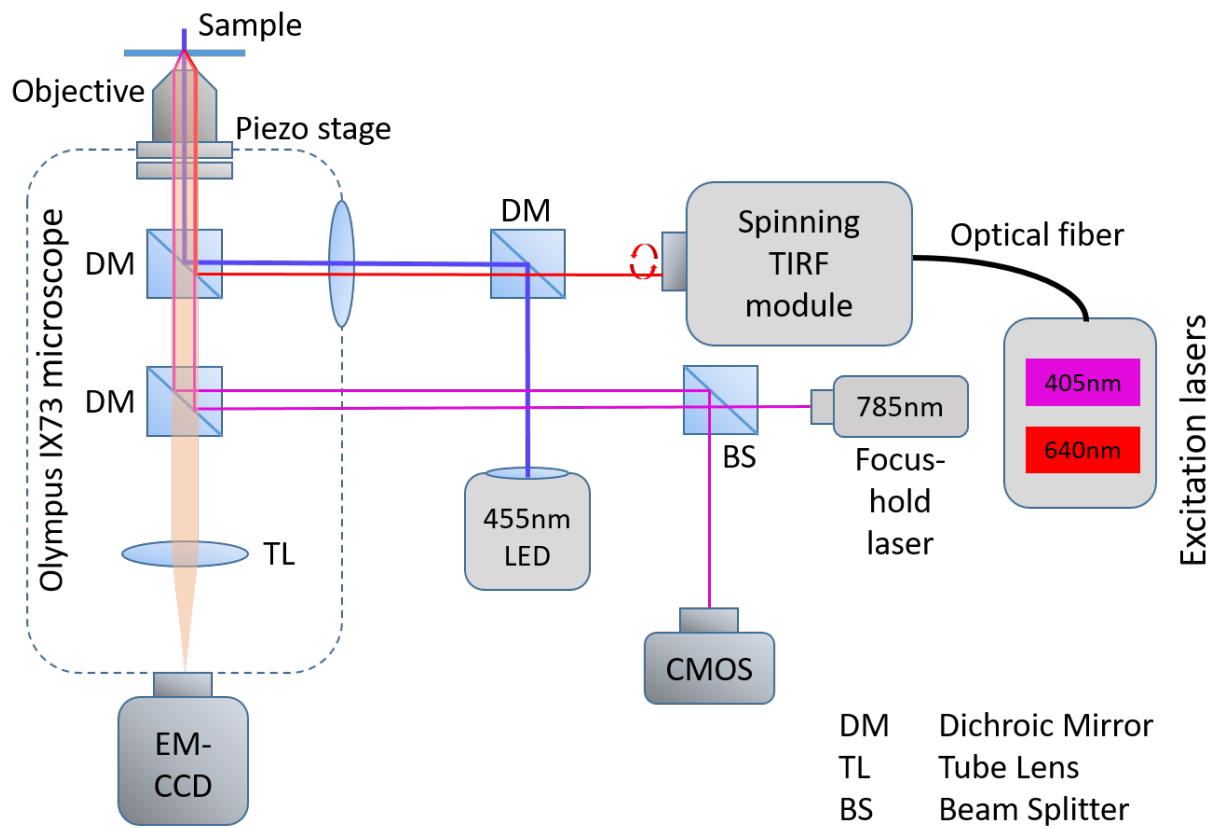 Sample
Objective
Piezo stage
Olympus IX73 microscope
DM
DM
Spinning
TIRF
module
Optical fiber
405nm
640nm
Excitation lasers
DM
785nm
BS
Focus-
hold
laser
455nm
LED
TL
CMOS
EM-
CCD
DM Dichroic Mirror
TL Tube Lens
BS Beam Splitter